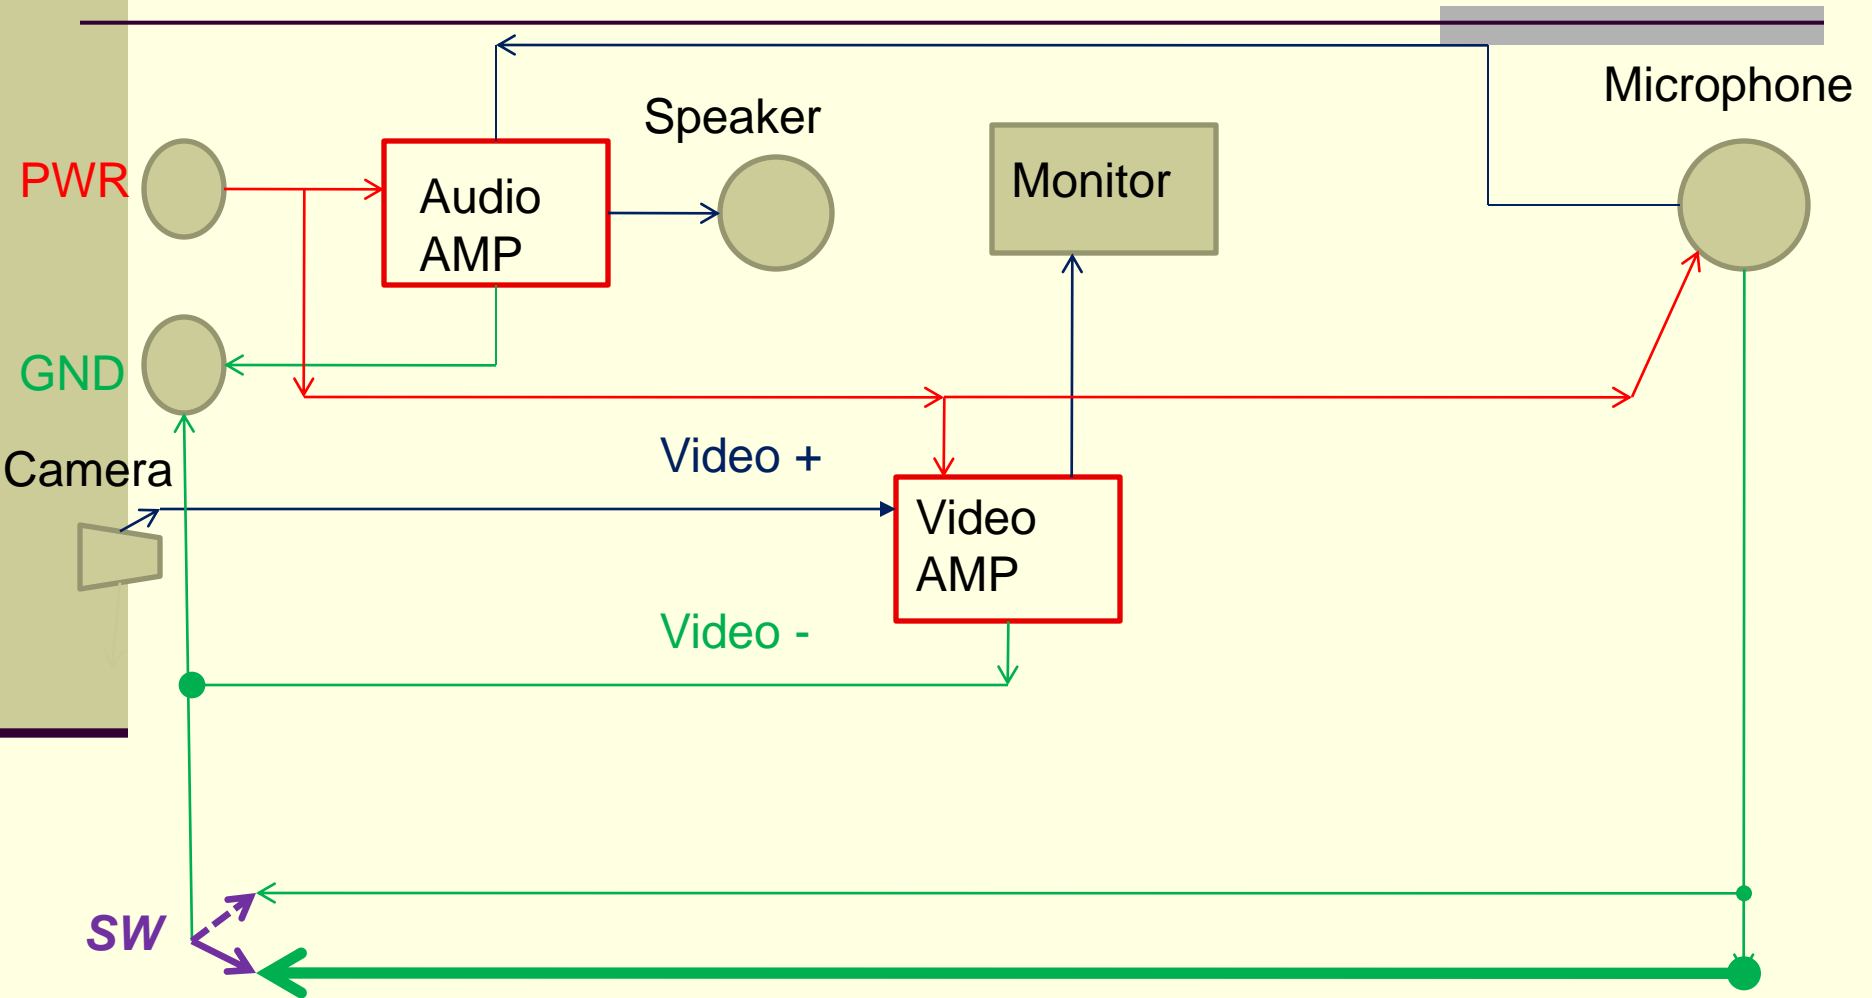 Microphone
Speaker
PWR
Audio
AMP
Monitor
GND
Camera
Video +
Video
AMP
Video -
SW